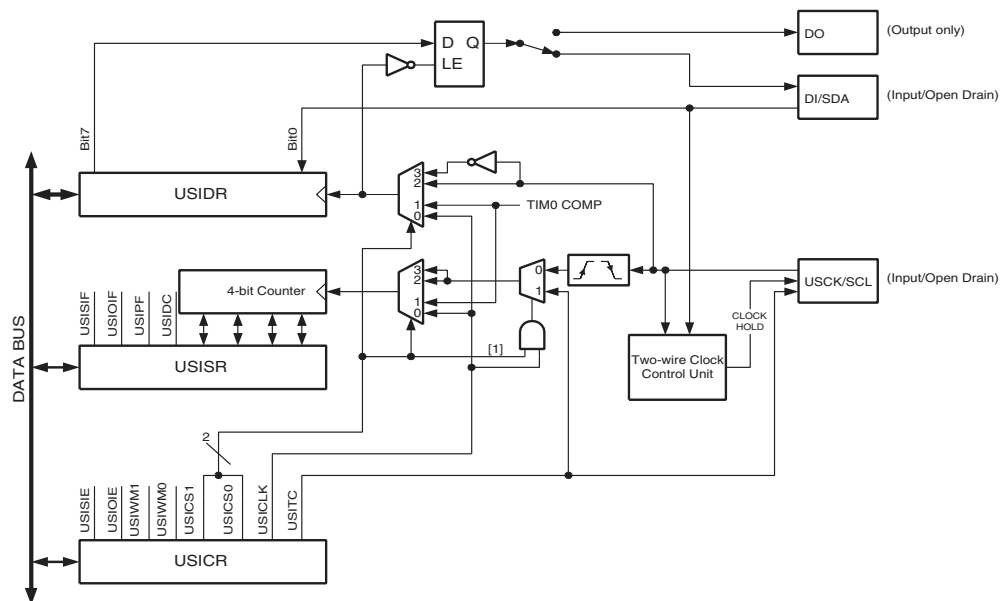 D Q
LE
DO (Output only)
DI/SDA (Input/Open Drain)
Bit7
Bit0
USIDR
3
2
1
0
TIM0 COMP
3
2
1
0
0
1
4-bit Counter
USISIF
USIOIF
USIPF
USIDC
USISR
[1]
USCK/SCL (Input/Open Drain)
CLOCK
HOLD
Two-wire Clock
Control Unit
DATA BUS
2
USISIE
USIOIE
USIWM1
USIWM0
USICS1
USICS0
USICLK
USITC
USICR